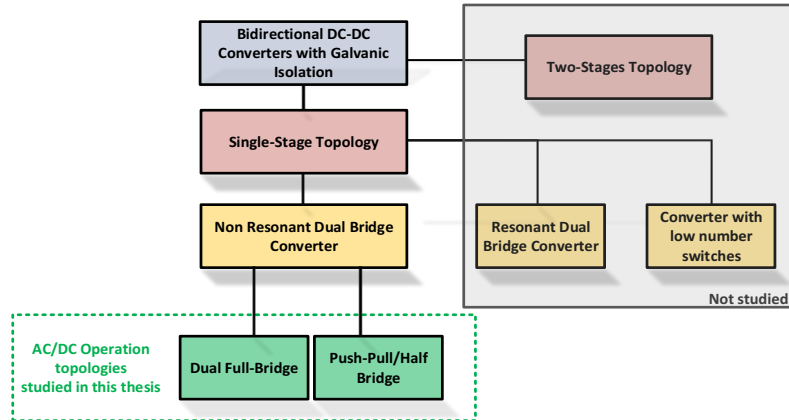 Bidirectional DC-DC
Converters with Galvanic
Isolation
Two-Stages Topology
Single-Stage Topology
Non Resonant Dual Bridge
Converter
Resonant Dual
Bridge Converter
Converter with
low number
switches
Not studied
AC/DC Operation
topologies
studied in this thesis
Dual Full-Bridge
Push-Pull/Half
Bridge